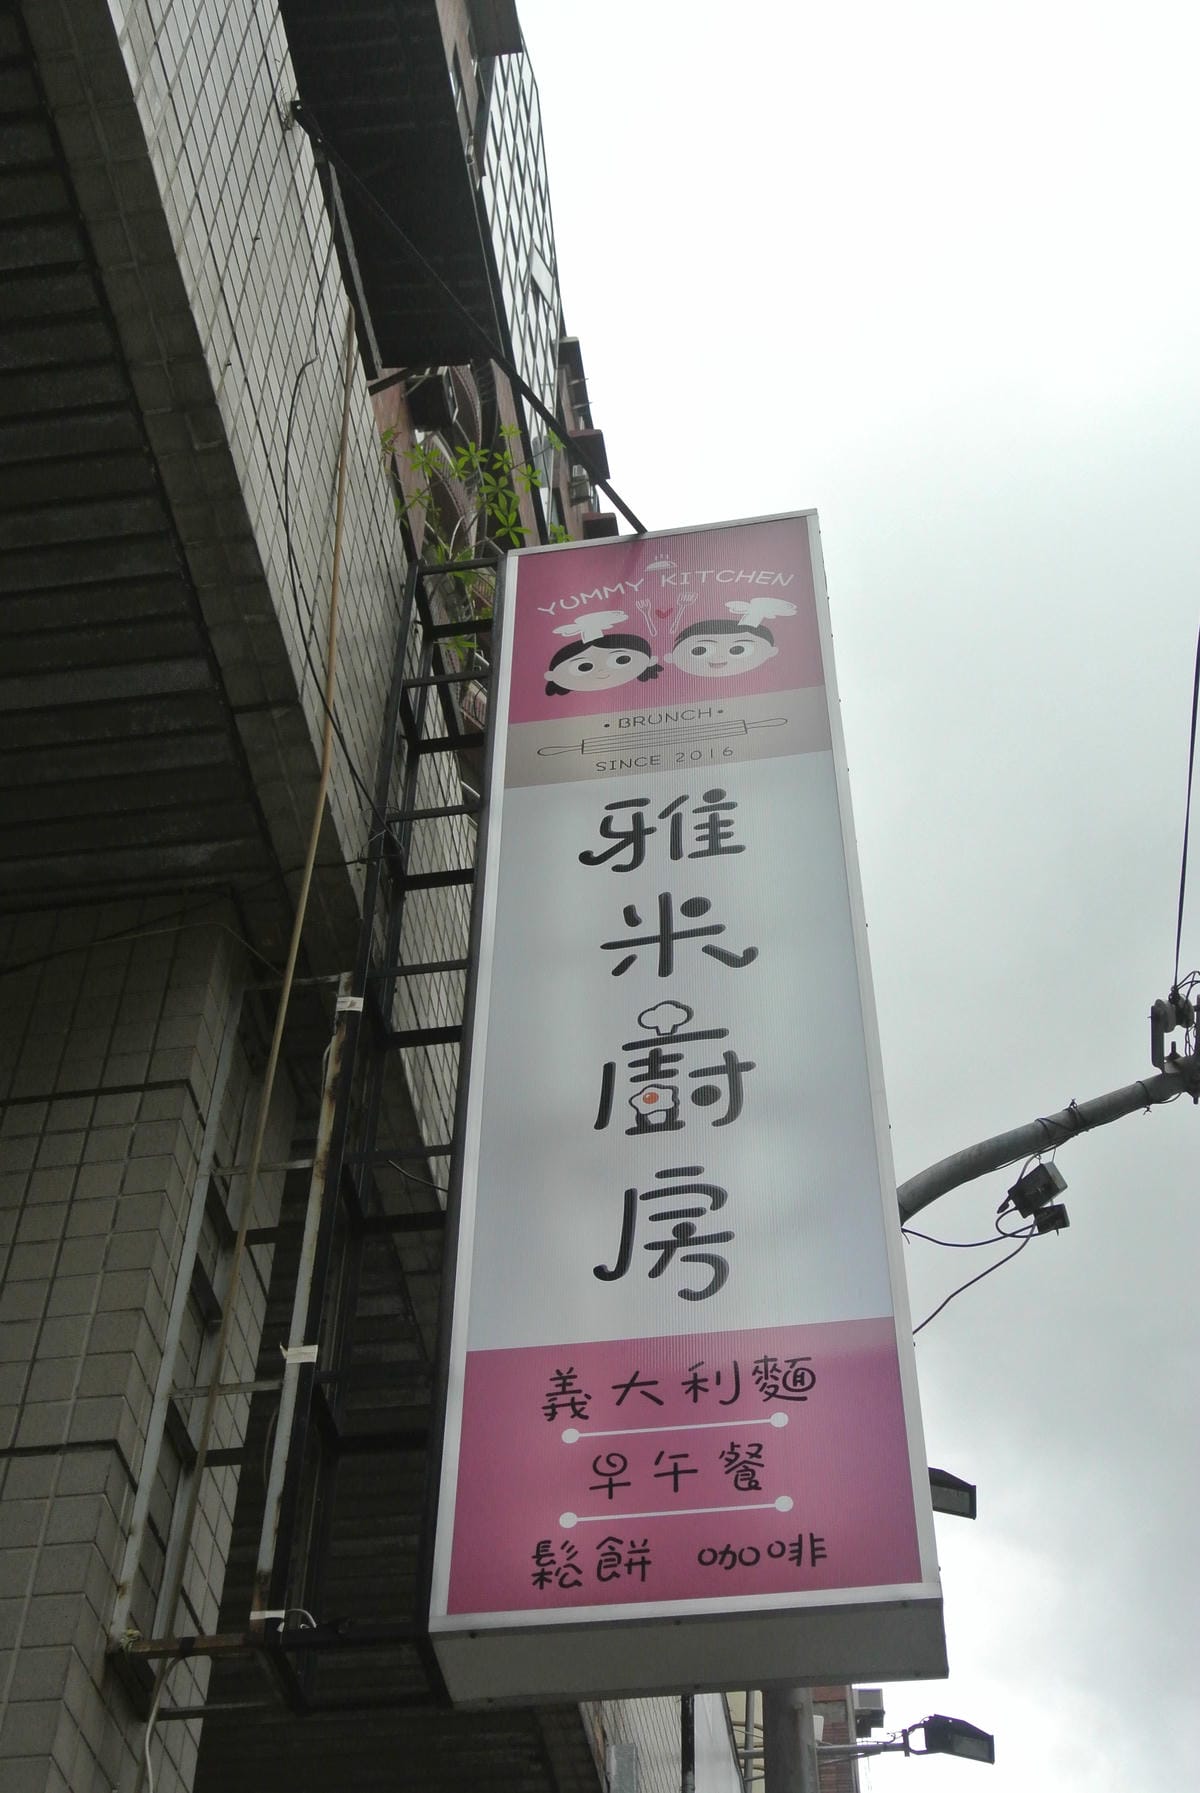 YUMMY KITCHEN
• BRUNCH •
SINCE 2016
雅米廚房
義大利麵
早午餐
鬆餅 咖啡